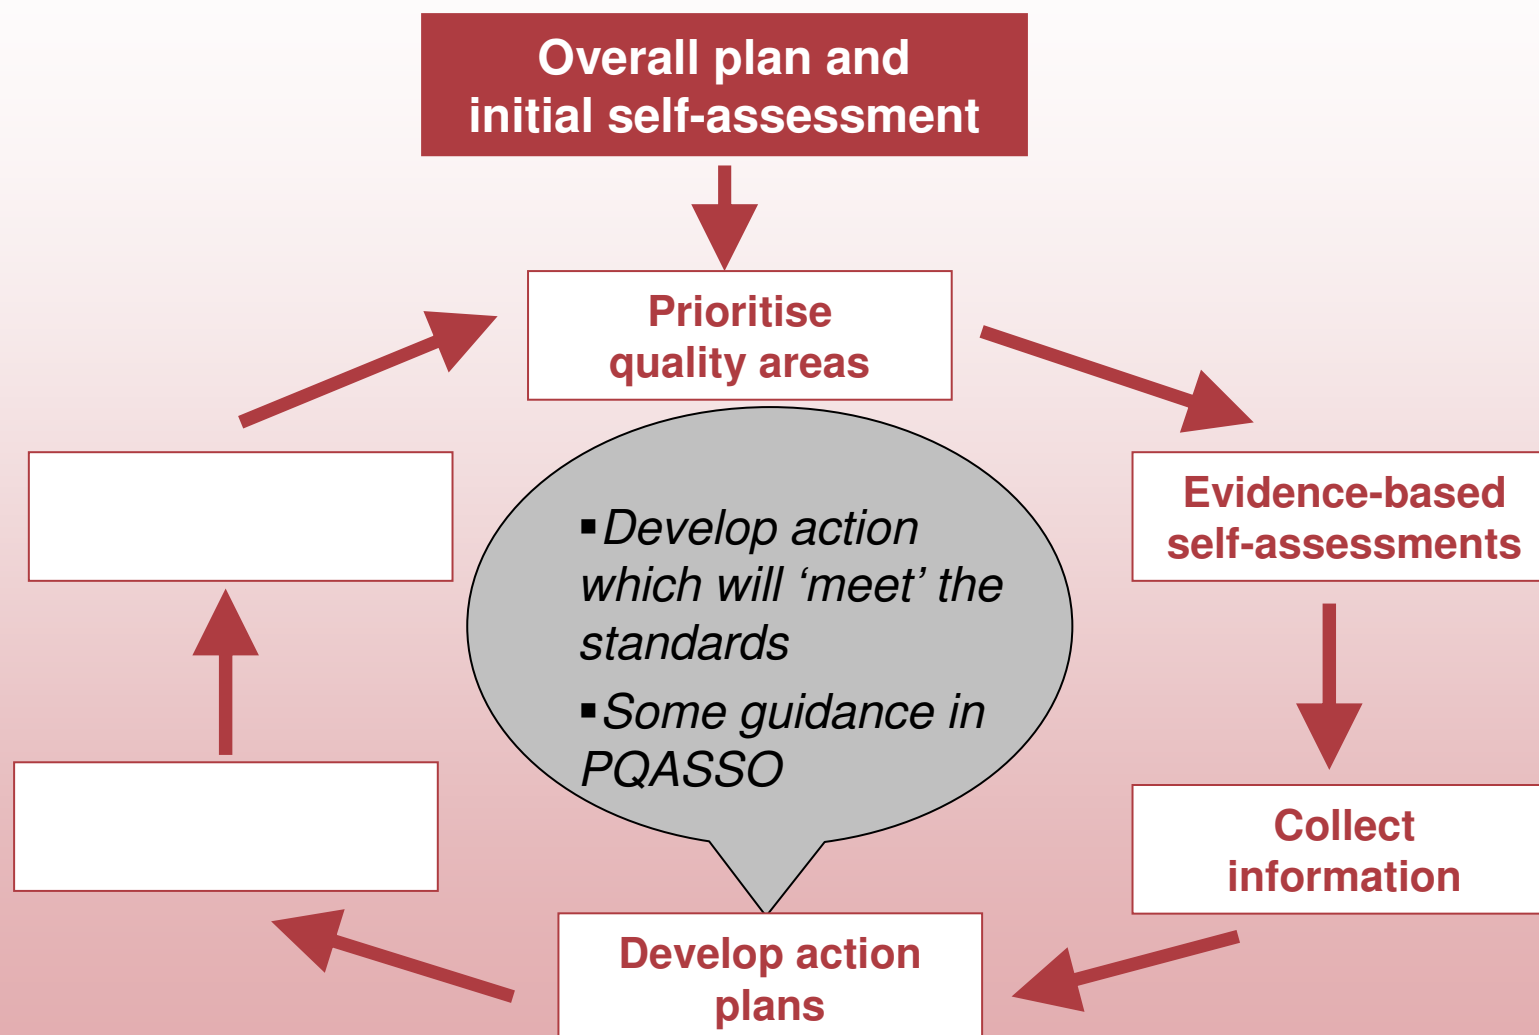 Overall plan and
initial self-assessment
Prioritise
quality areas
Evidence-based
self-assessments
▪Develop action
which will ‘meet’ the
standards
▪Some guidance in
PQASSO
Collect
information
Develop action
plans